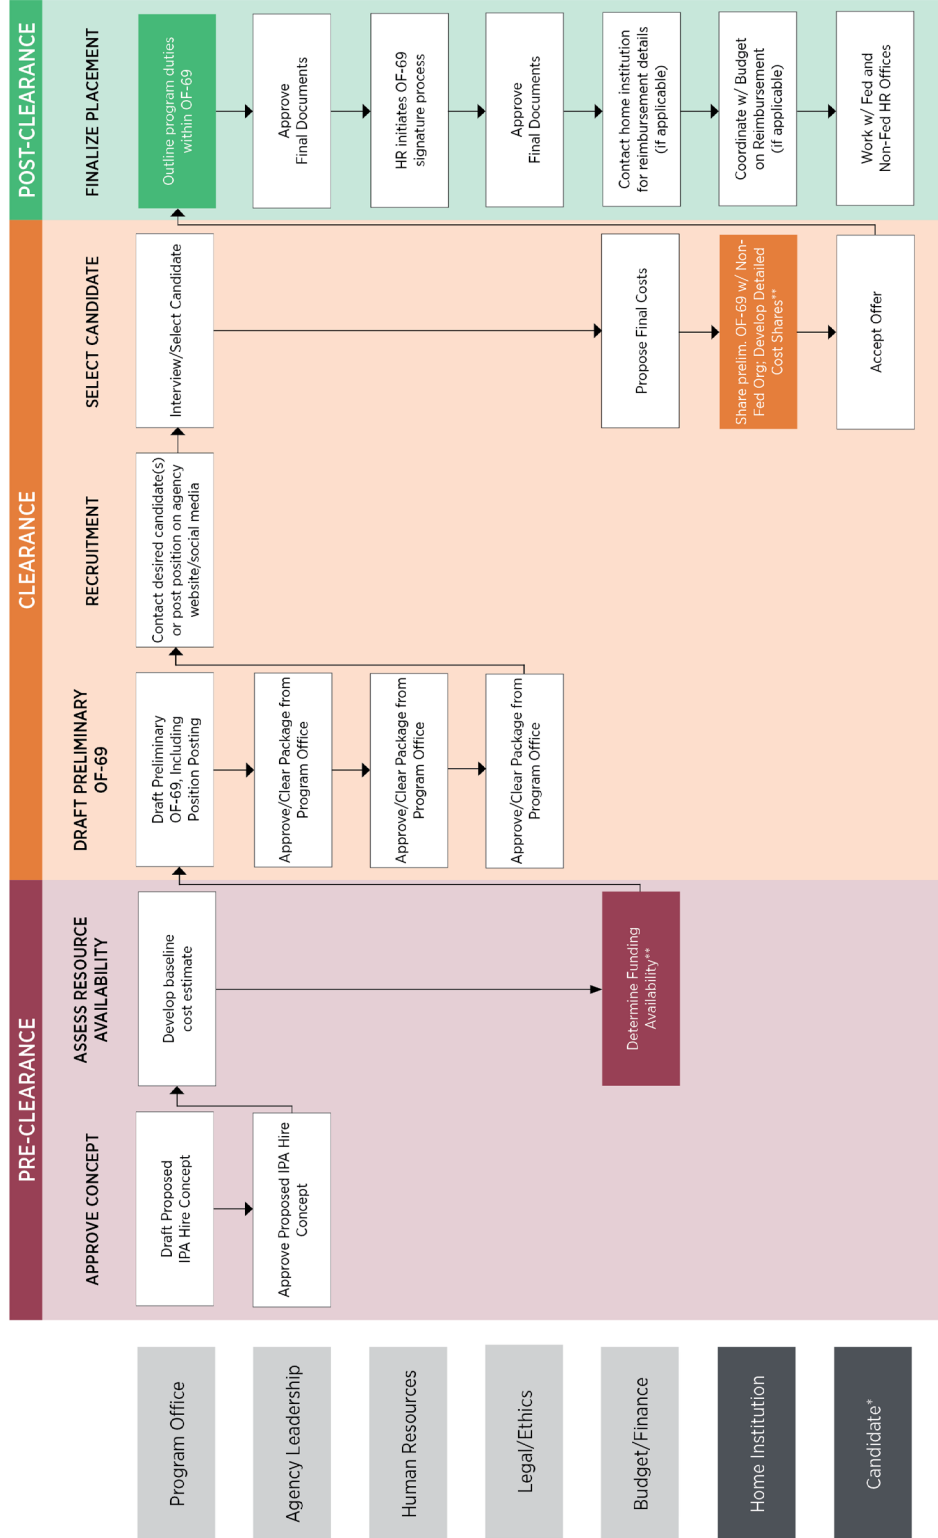 PRE-CLEARANCE
CLEARANCE
POST-CLEARANCE
APPROVE CONCEPT
ASSESS RESOURCE
AVAILABILITY
DRAFT PRELIMINARY
OF-69
RECRUITMENT
SELECT CANDIDATE
FINALIZE PLACEMENT
Program Office
Draft Proposed
IPA Hire Concept
Develop baseline
cost estimate
Draft Preliminary
OF-69, Including
Position Posting
Contact desired candidate(s)
or post position on agency
website/social media
Interview/Select Candidate
Outline program duties
within OF-69
Agency Leadership
Approve Proposed IPA Hire
Concept
Approve/Clear Package from
Program Office
Approve
Final Documents
Human Resources
Approve/Clear Package from
Program Office
HR initiates OF-69
signature process
Legal/Ethics
Approve/Clear Package from
Program Office
Approve
Final Documents
Budget/Finance
Determine Funding
Availability**
Propose Final Costs
Contact home institution
for reimbursement details
(if applicable)
Home Institution
Share prelim. OF-69 w/ Non-
Fed Org; Develop Detailed
Cost Shares**
Coordinate w/ Budget
on Reimbursement
(if applicable)
Candidate*
Accept Offer
Work w/ Fed and
Non-Fed HR Offices